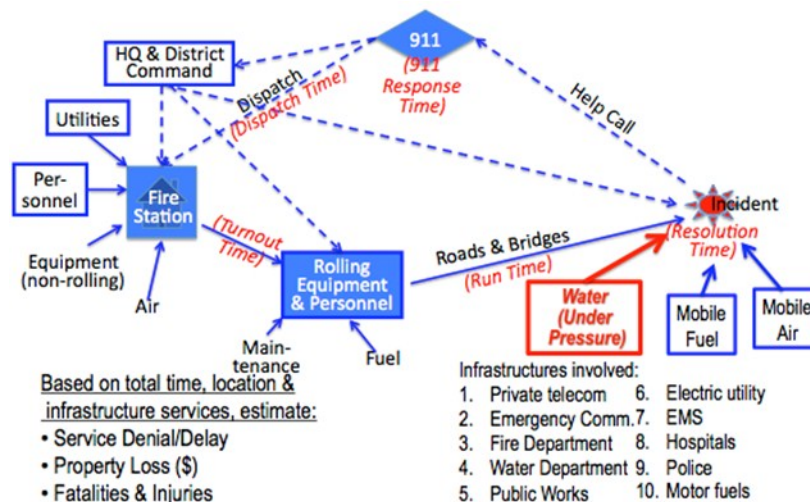 911
(911
Response
Time)
HQ & District
Command
Dispatch
(Dispatch Time)
Help Call
Utilities
Per-
sonnel
Fire
Station
Equipment
(non-rolling)
Air
(Turnout
Time)
Rolling
Equipment
& Personnel
Main-
tenance
Fuel
Roads & Bridges
(Run Time)
Incident
(Resolution
Time)
Water
(Under
Pressure)
Mobile
Fuel
Mobile
Air
Based on total time, location &
infrastructure services, estimate:
• Service Denial/Delay
• Property Loss ($)
• Fatalities & Injuries
Infrastructures involved:
1. Private telecom
2. Emergency Comm.
3. Fire Department
4. Water Department
5. Public Works
6. Electric utility
7. EMS
8. Hospitals
9. Police
10. Motor fuels